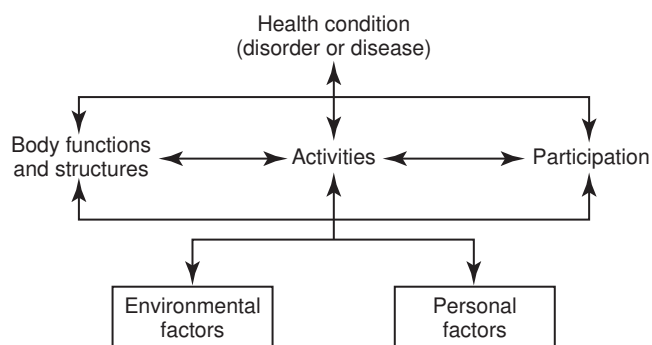 Health condition
(disorder or disease)
Body functions
and structures
Activities
Participation
Environmental
factors
Personal
factors